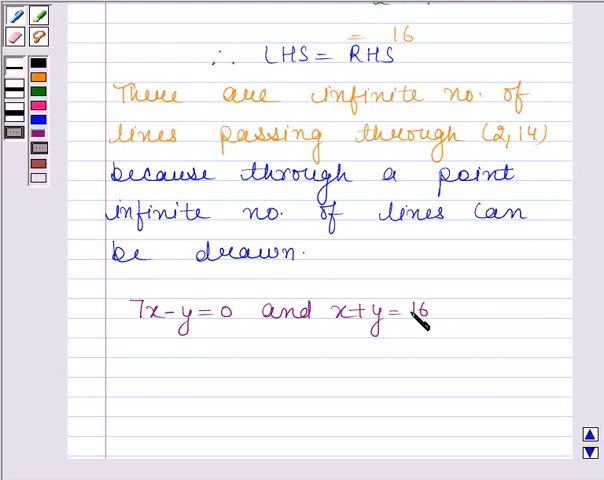 = 16
∴ LHS = RHS
There are infinite no. of
lines passing through (2,14)
because through a point
infinite no. of lines can
be drawn.
7x - y = 0 and x + y = 16